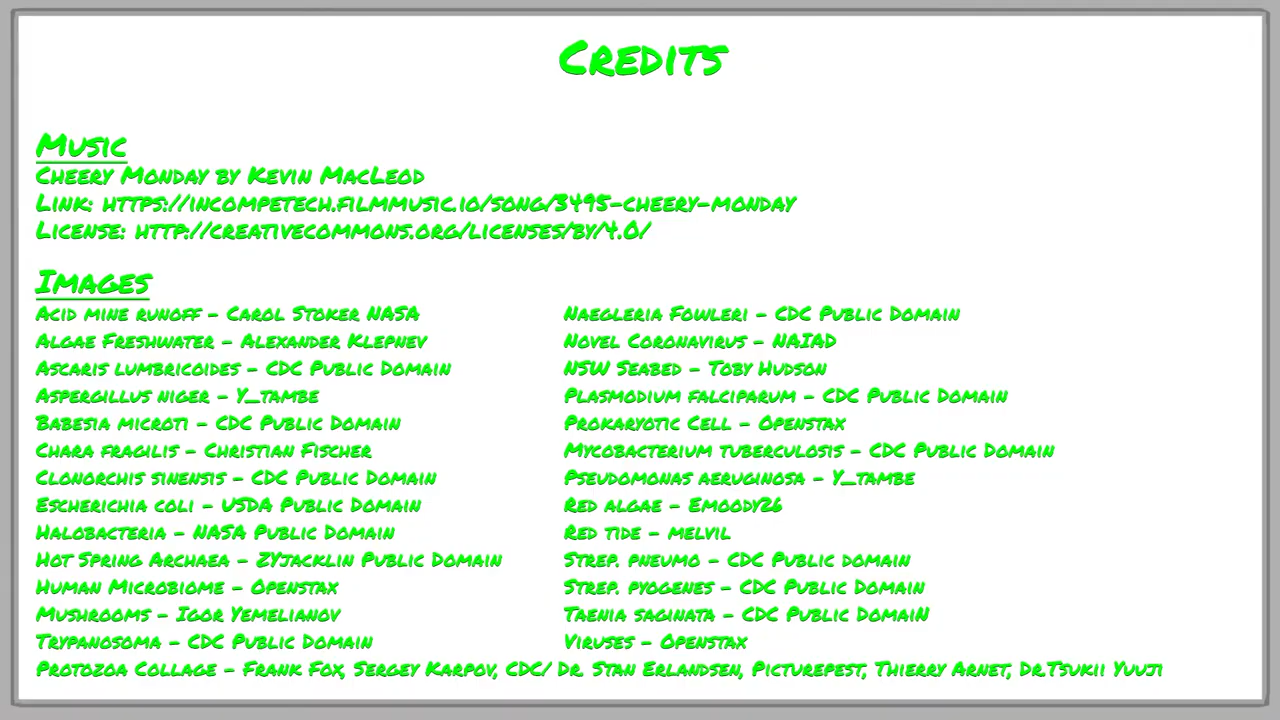 Credits
Music
Cheery Monday by Kevin MacLeod
Link: https://incompetech.filmmusic.io/song/3495-cheery-monday
License: http://creativecommons.org/licenses/by/4.0/
Images
Acid mine runoff - Carol Stoker NASA
Algae Freshwater - Alexander Klepnev
Ascaris lumbricoides - CDC Public Domain
Aspergillus niger - Y_tambe
Babesia microti - CDC Public Domain
Chara fragilis - Christian Fischer
Clonorchis sinensis - CDC Public Domain
Escherichia coli - USDA Public Domain
Halobacteria - NASA Public Domain
Hot Spring Archaea - ZYjacklin Public Domain
Human Microbiome - Openstax
Mushrooms - Igor Yemelianov
Trypanosoma - CDC Public Domain
Naegleria Fowleri - CDC Public Domain
Novel Coronavirus - NAIAD
NSW Seabed - Toby Hudson
Plasmodium falciparum - CDC Public Domain
Prokaryotic Cell - Openstax
Mycobacterium tuberculosis - CDC Public Domain
Pseudomonas aeruginosa - Y_tambe
Red algae - Emoody26
Red tide - melvil
Strep. pneumo - CDC Public domain
Strep. pyogenes - CDC Public Domain
Taenia saginata - CDC Public DomaiN
Viruses - Openstax
Protozoa Collage - Frank Fox, Sergey Karpov, CDC/ Dr. Stan Erlandsen, Picturepest, Thierry Arnet, Dr.Tsukii Yuuji